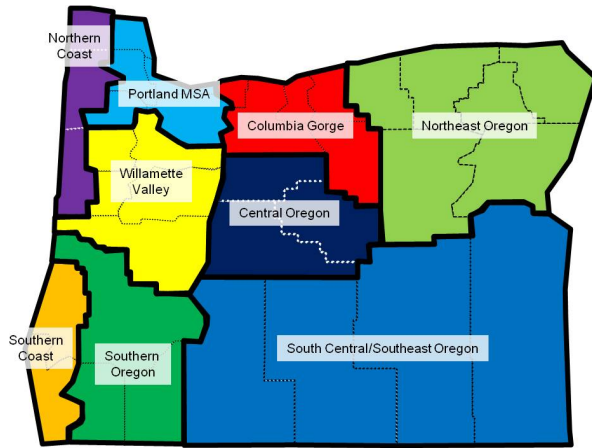 Northern
Coast
Portland MSA
Columbia Gorge
Northeast Oregon
Willamette
Valley
Central Oregon
Southern
Coast
Southern
Oregon
South Central/Southeast Oregon